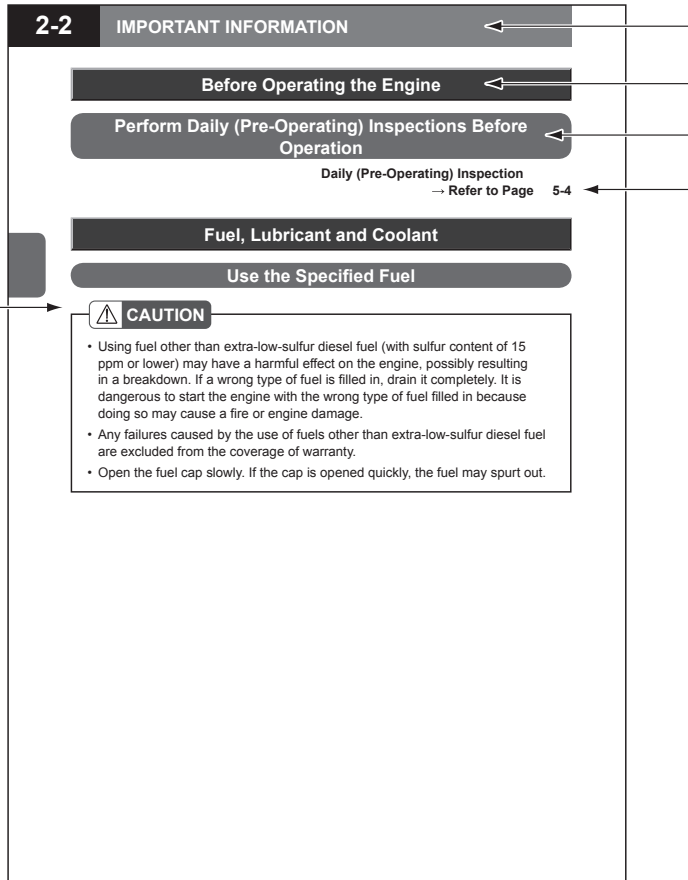 2-2 IMPORTANT INFORMATION
Before Operating the Engine
Perform Daily (Pre-Operating) Inspections Before
Operation
Daily (Pre-Operating) Inspection
→ Refer to Page 5-4
Fuel, Lubricant and Coolant
Use the Specified Fuel
CAUTION
• Using fuel other than extra-low-sulfur diesel fuel (with sulfur content of 15
ppm or lower) may have a harmful effect on the engine, possibly resulting
in a breakdown. If a wrong type of fuel is filled in, drain it completely. It is
dangerous to start the engine with the wrong type of fuel filled in because
doing so may cause a fire or engine damage.
• Any failures caused by the use of fuels other than extra-low-sulfur diesel fuel
are excluded from the coverage of warranty.
• Open the fuel cap slowly. If the cap is opened quickly, the fuel may spurt out.